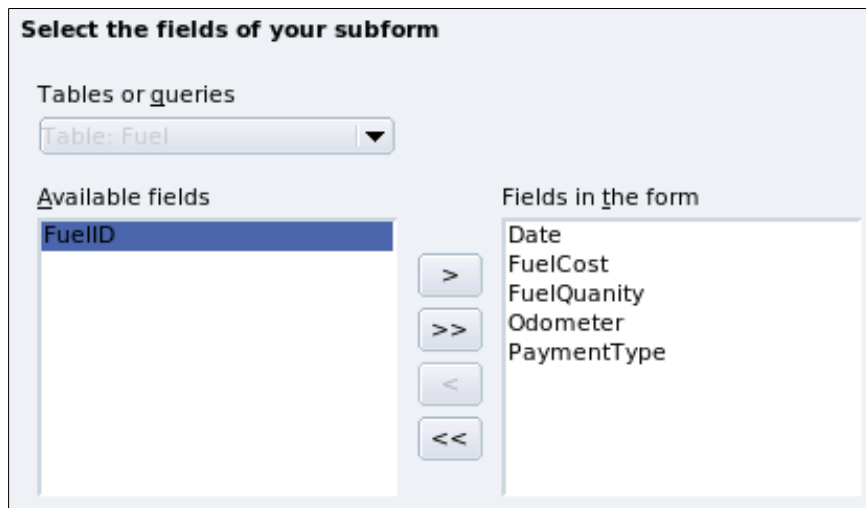 Select the fields of your subform
Tables or queries
Table: Fuel
Available fields
FuelID
>
>>
<
<<
Fields in the form
Date
FuelCost
FuelQuanity
Odometer
PaymentType